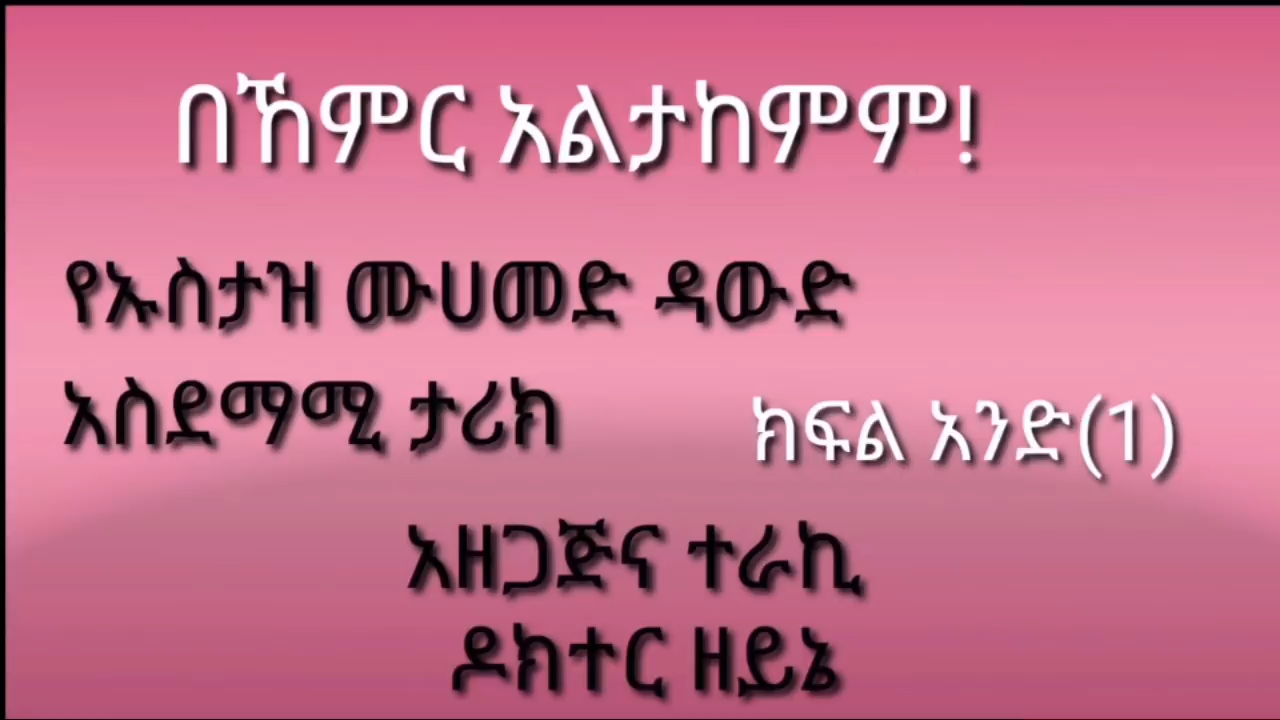 በኸምር አልታከምም!
የኡስታዝ ሙሀመድ ዳውድ
አስደማሚ ታሪክ
ክፍል አንድ(1)
አዘጋጅና ተራኪ
ዶክተር ዘይኔ